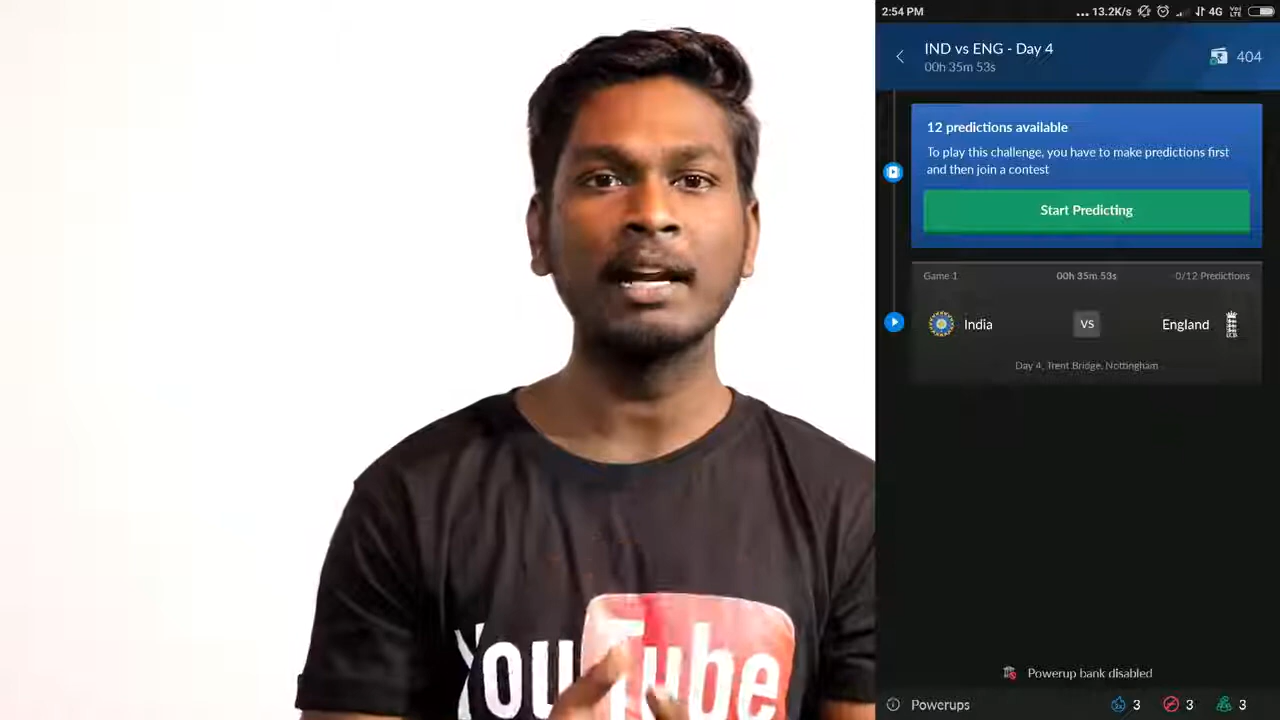 YouTube
2:54 PM
... 13.2K/s
4G
VoLTE
IND vs ENG - Day 4
00h 35m 53s
404
12 predictions available
To play this challenge, you have to make predictions first
and then join a contest
Start Predicting
Game 1
00h 35m 53s
0/12 Predictions
India
VS
England
Day 4, Trent Bridge, Nottingham
Powerup bank disabled
Powerups
3
3
3